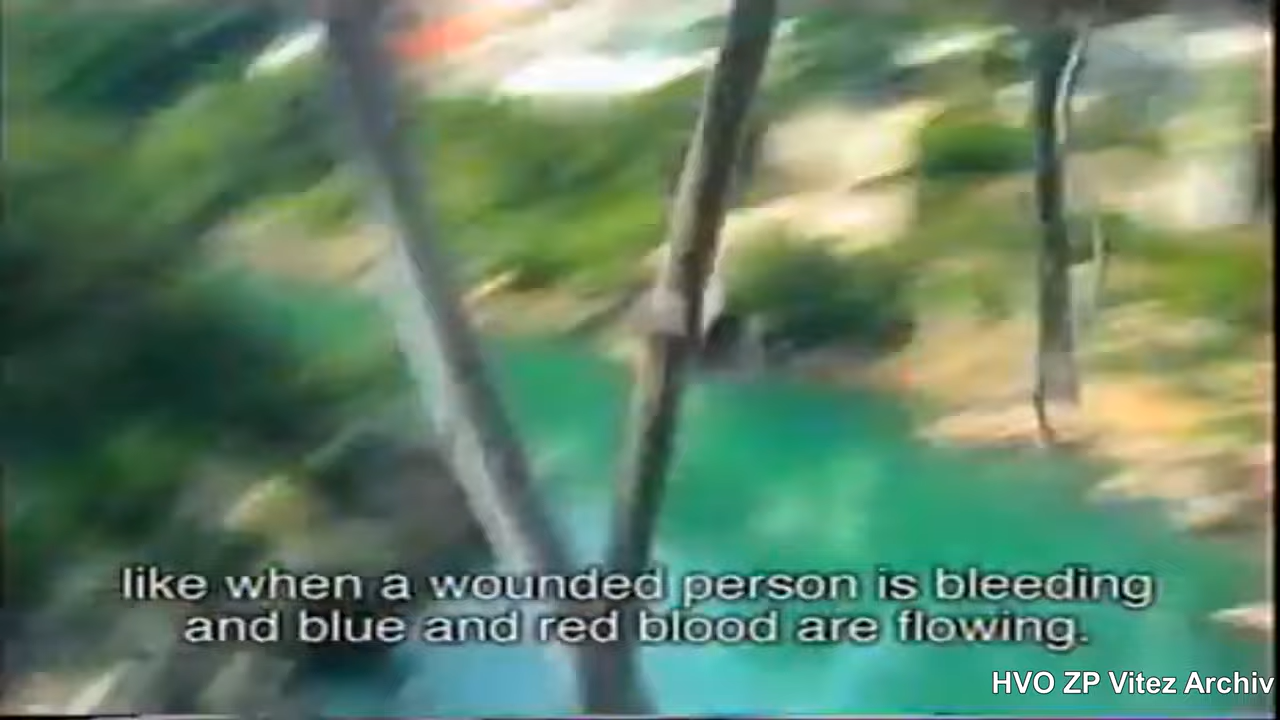 like when a wounded person is bleeding
and blue and red blood are flowing.
HVO ZP Vitez Archiv